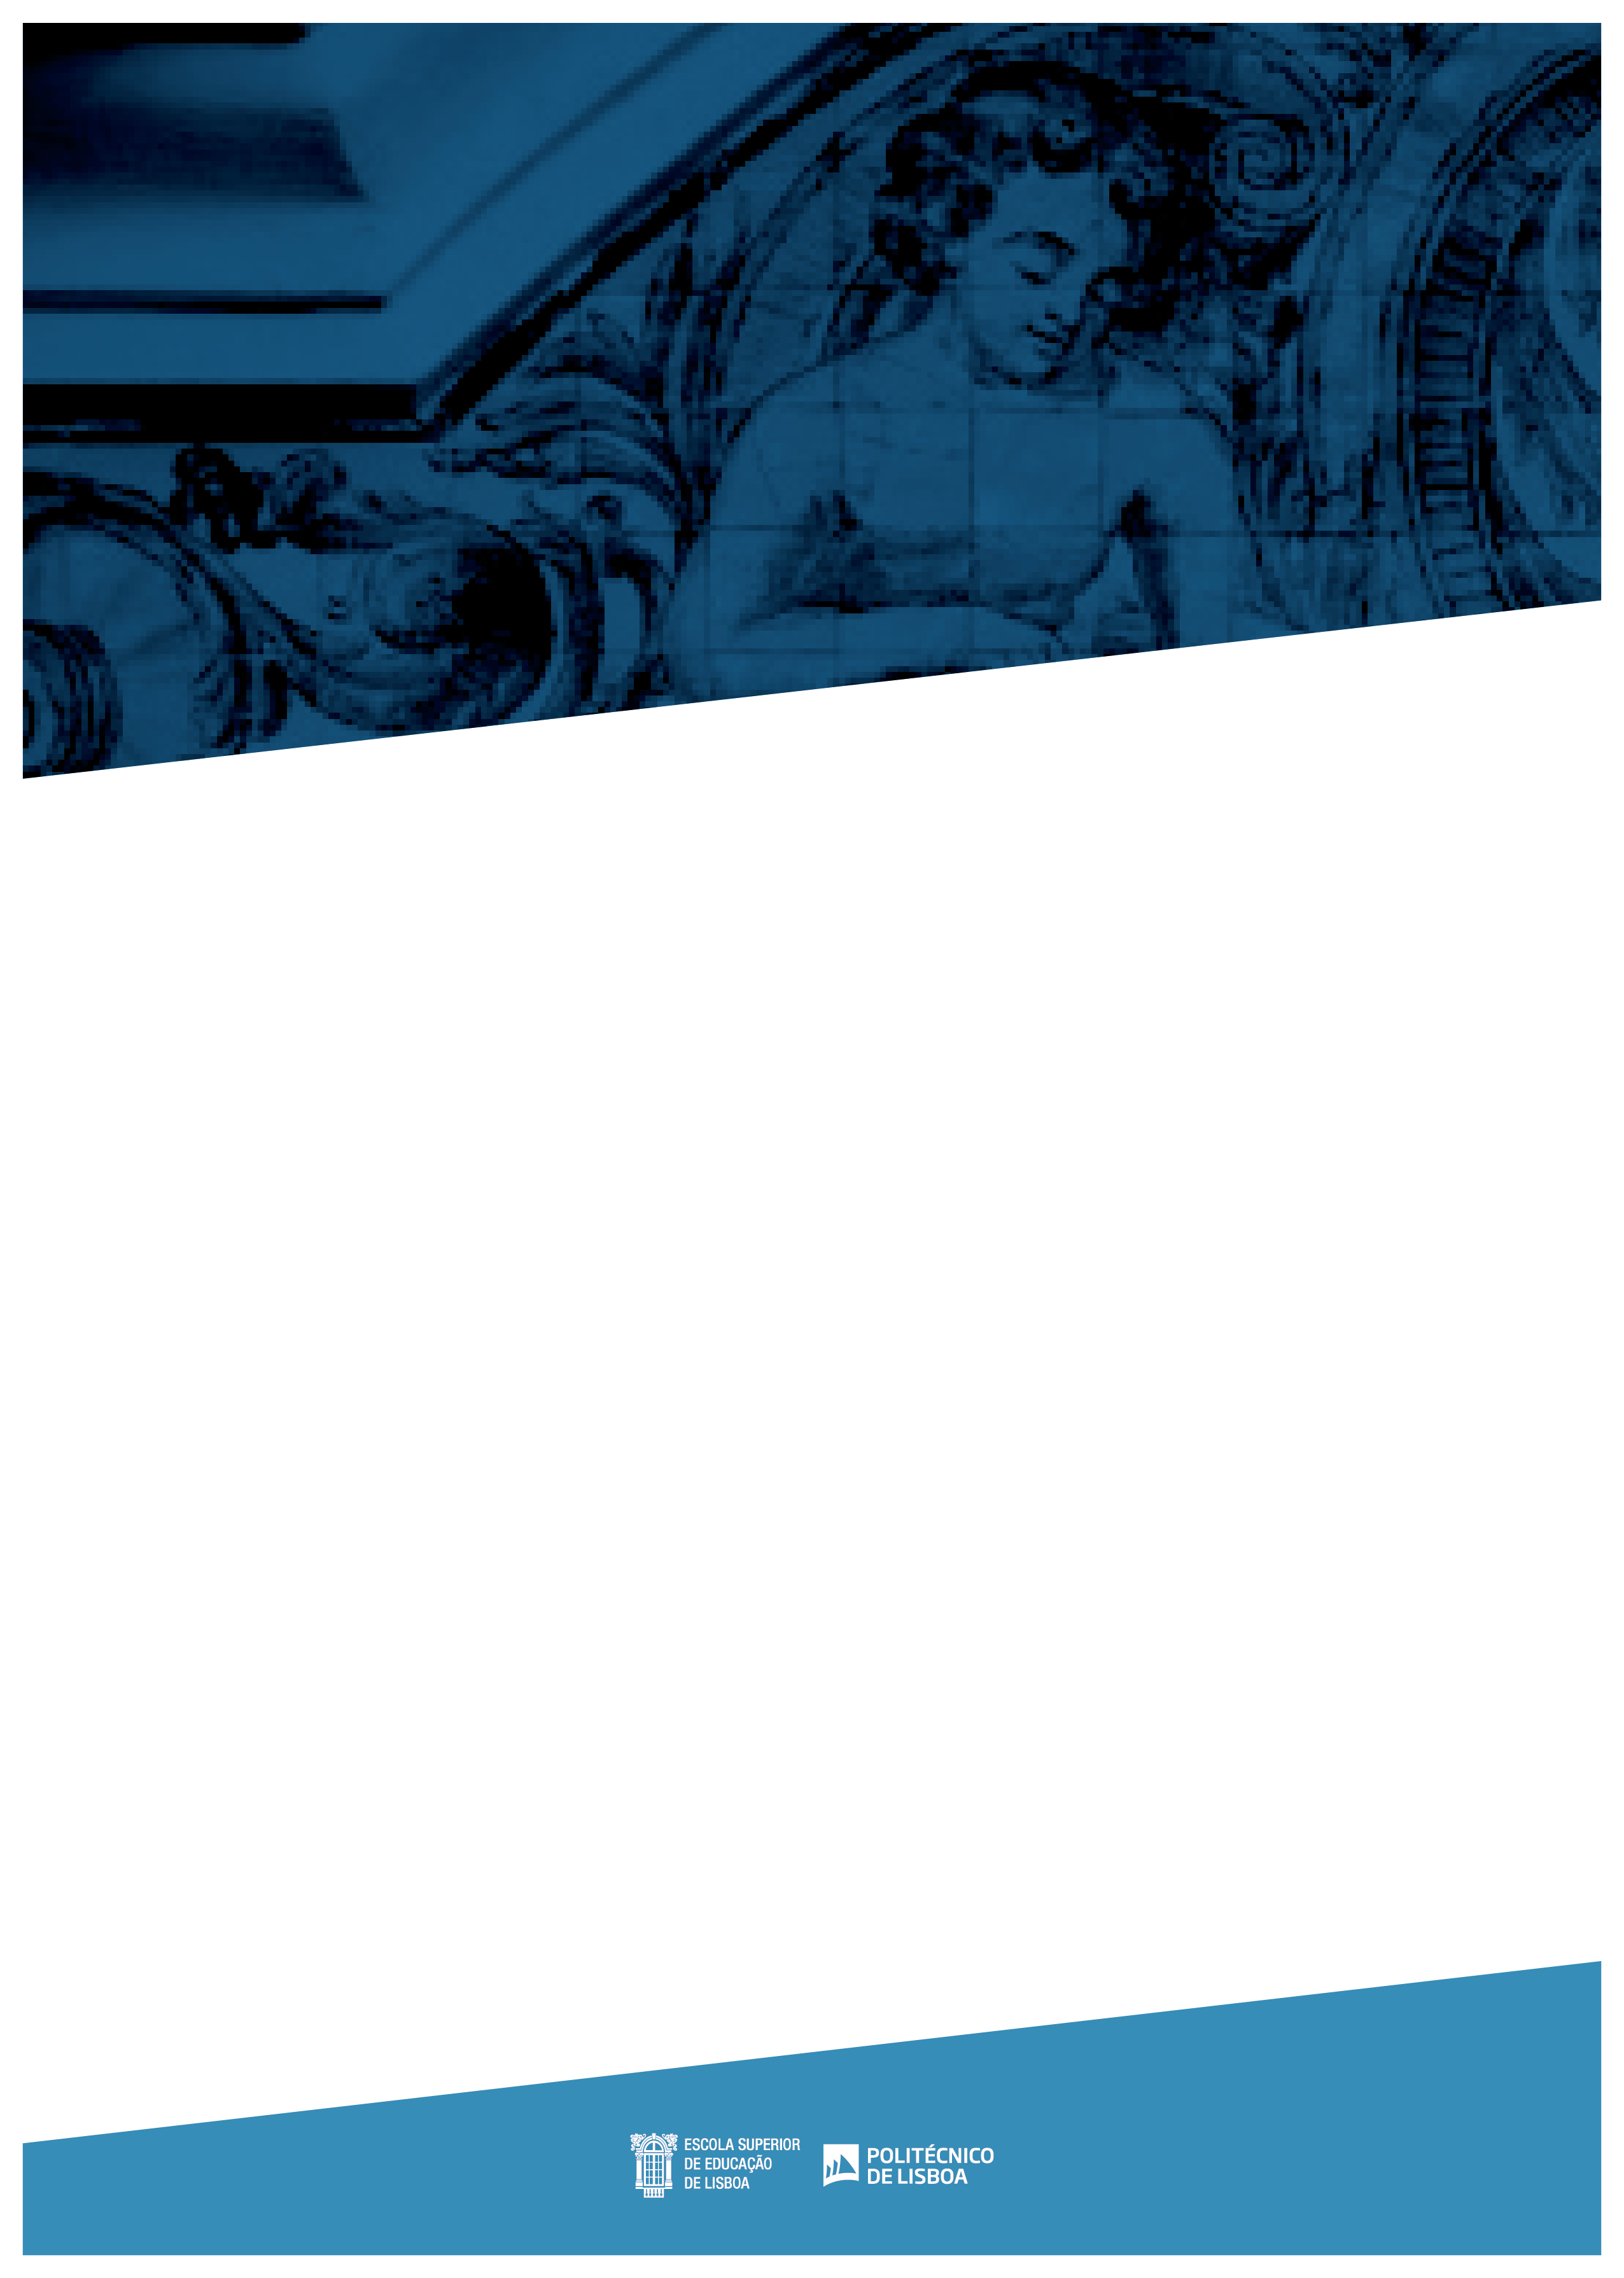 ESCOLA SUPERIOR
DE EDUCAÇÃO
DE LISBOA
POLITÉCNICO
DE LISBOA